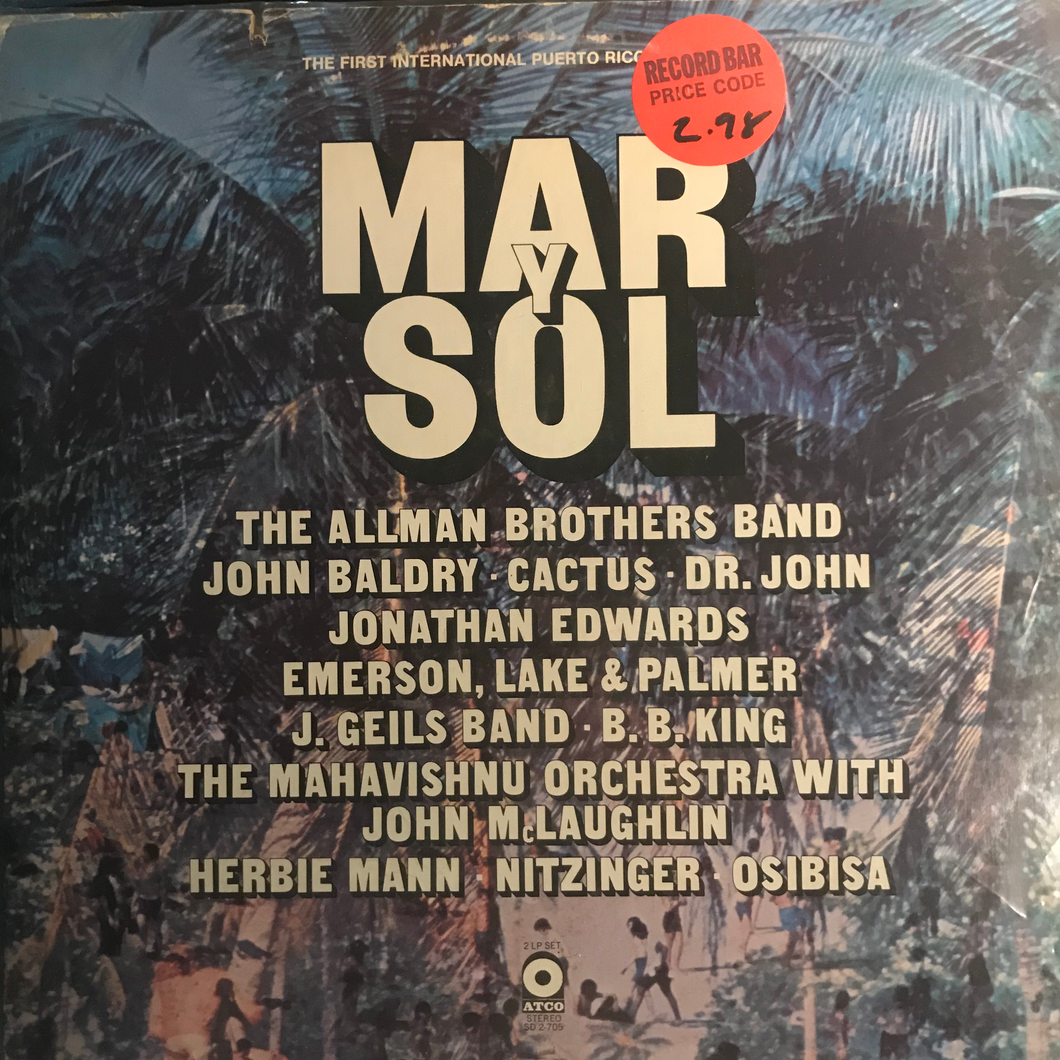 THE FIRST INTERNATIONAL PUERTO RICO
RECORD BAR
PRICE CODE
2.98
MAR
Y
SOL
THE ALLMAN BROTHERS BAND
JOHN BALDRY · CACTUS · DR. JOHN
JONATHAN EDWARDS
EMERSON, LAKE & PALMER
J. GEILS BAND · B. B. KING
THE MAHAVISHNU ORCHESTRA WITH
JOHN McLAUGHLIN
HERBIE MANN · NITZINGER · OSIBISA
2 LP SET
ATCO
STEREO
SD 2-705